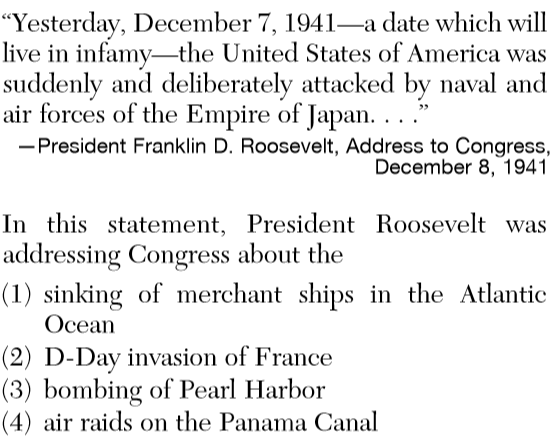 “Yesterday, December 7, 1941—a date which will
live in infamy—the United States of America was
suddenly and deliberately attacked by naval and
air forces of the Empire of Japan. . . .”
—President Franklin D. Roosevelt, Address to Congress,
December 8, 1941
In this statement, President Roosevelt was
addressing Congress about the
(1) sinking of merchant ships in the Atlantic
Ocean
(2) D-Day invasion of France
(3) bombing of Pearl Harbor
(4) air raids on the Panama Canal